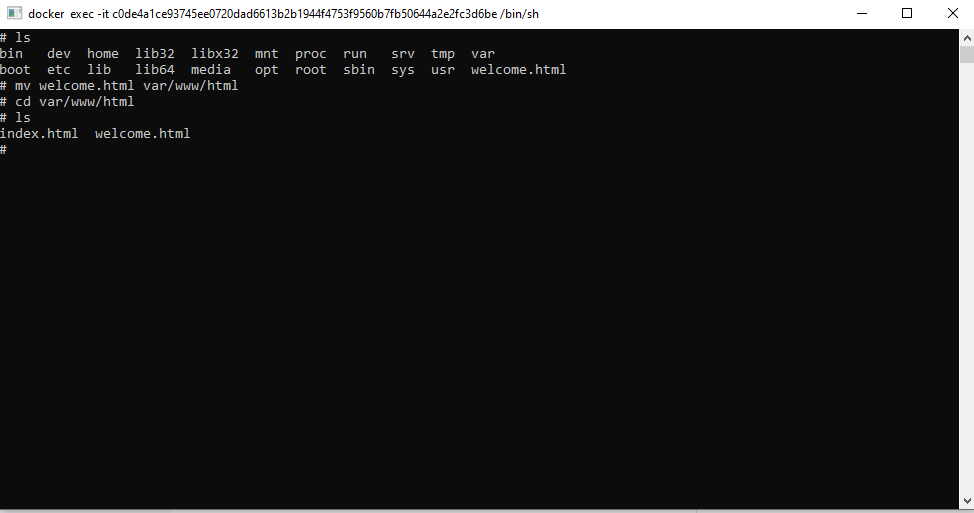 docker exec -it c0de4a1ce93745ee0720dad6613b2b1944f4753f9560b7fb50644a2e2fc3d6be /bin/sh
# ls
bin   dev  home  lib32  libx32  mnt  proc  run   srv  tmp  var
boot  etc  lib   lib64  media   opt  root  sbin  sys  usr  welcome.html
# mv welcome.html var/www/html
# cd var/www/html
# ls
index.html  welcome.html
#